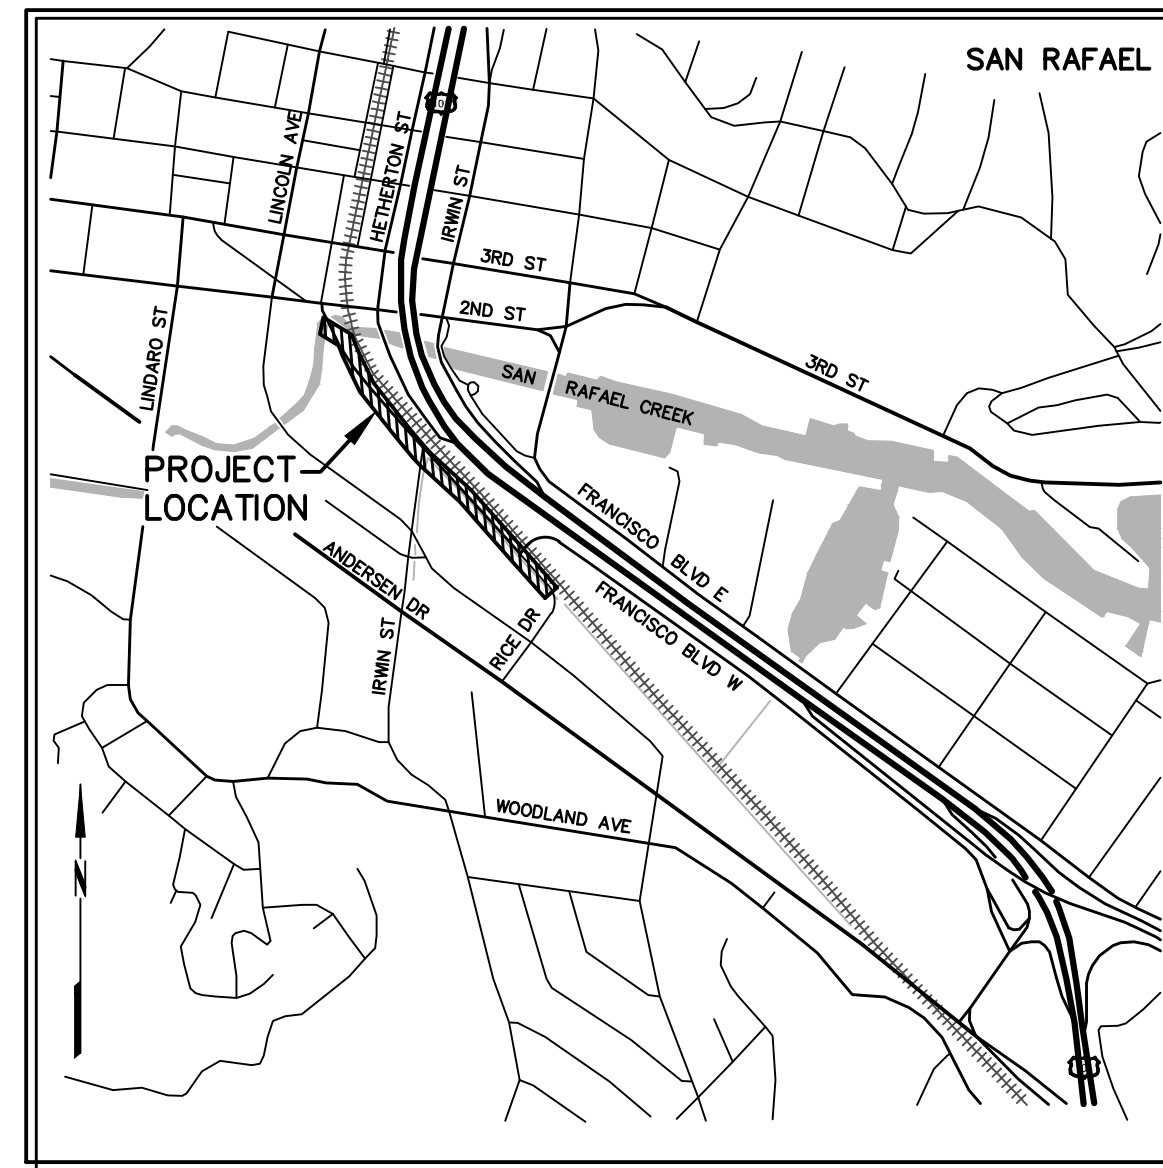 SAN RAFAEL
10
LINCOLN AVE
HETHERTON ST
IRWIN ST
3RD ST
2ND ST
LINDARO ST
3RD ST
SAN RAFAEL CREEK
PROJECT
LOCATION
FRANCISCO BLVD E
ANDERSEN DR
FRANCISCO BLVD W
RICE DR
IRWIN ST
WOODLAND AVE
N